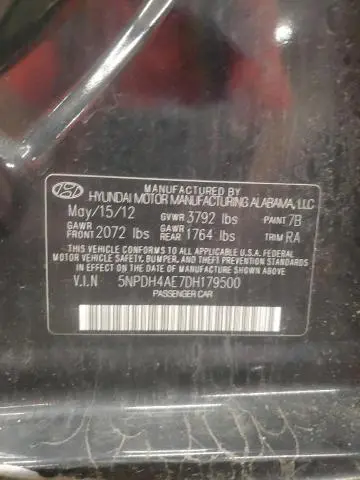 BY
HYUNDAI MOTOR MANUFACTURING ALABAMA, LLC
May/15/12 GVWR 3792 lbs PAINT 7B
GAWR FRONT 2072 lbs GAWR REAR 1764 lbs TRIM RA
THIS VEHICLE CONFORMS TO ALL APPLICABLE U.S.A. FEDERAL
MOTOR VEHICLE SAFETY, BUMPER, AND THEFT PREVENTION STANDARDS
IN EFFECT ON THE DATE OF MANUFACTURE SHOWN ABOVE.
V.I.N 5NPDH4AE7DH179500
PASSENGER CAR